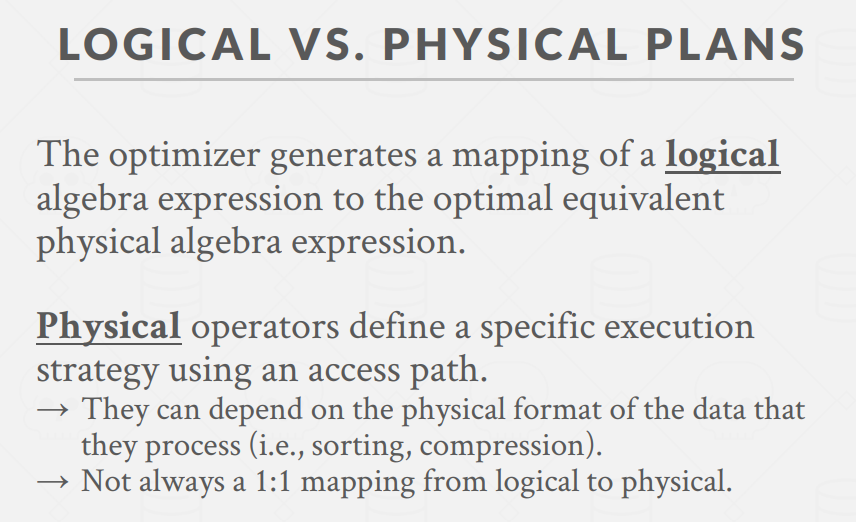 LOGICAL VS. PHYSICAL PLANS
The optimizer generates a mapping of a logical
algebra expression to the optimal equivalent
physical algebra expression.
Physical operators define a specific execution
strategy using an access path.
→ They can depend on the physical format of the data that
they process (i.e., sorting, compression).
→ Not always a 1:1 mapping from logical to physical.